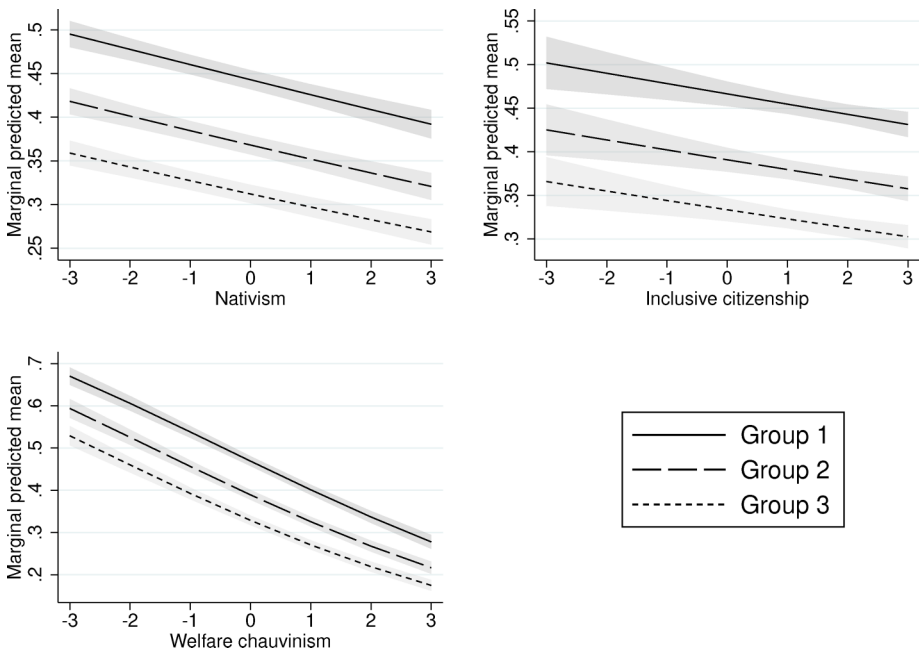 Marginal predicted mean
.5
.45
.4
.35
.3
.25
-3 -2 -1 0 1 2 3
Nativism
Marginal predicted mean
.55
.5
.45
.4
.35
.3
-3 -2 -1 0 1 2 3
Inclusive citizenship
Marginal predicted mean
.7
.6
.5
.4
.3
.2
-3 -2 -1 0 1 2 3
Welfare chauvinism
Group 1
Group 2
Group 3